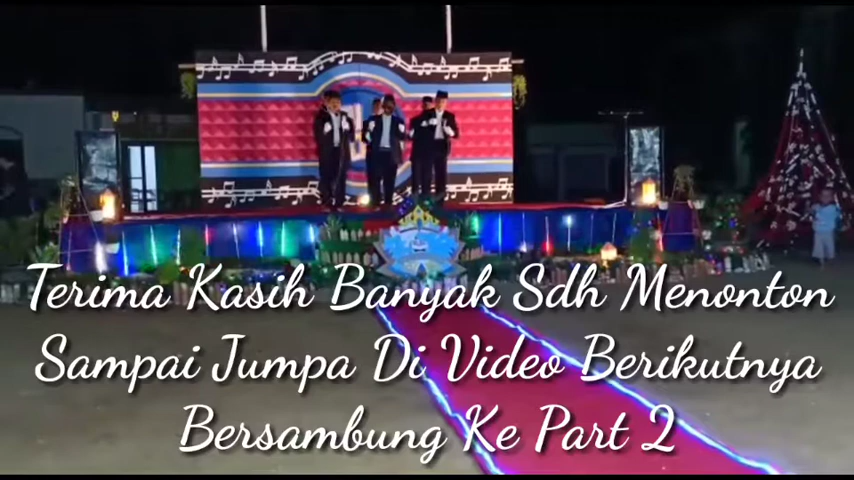 Terima Kasih Banyak Sdh Menonton
Sampai Jumpa Di Video Berikutnya
Bersambung Ke Part 2